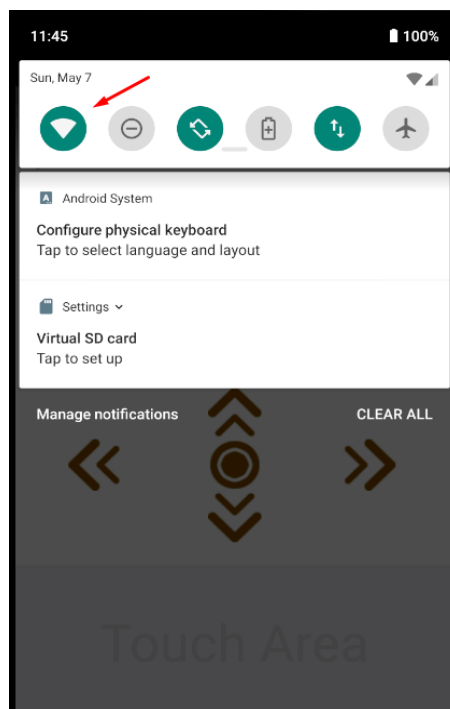 11:45
100%
Sun, May 7
Android System
Configure physical keyboard
Tap to select language and layout
Settings
Virtual SD card
Tap to set up
Manage notifications
CLEAR ALL
Touch Area